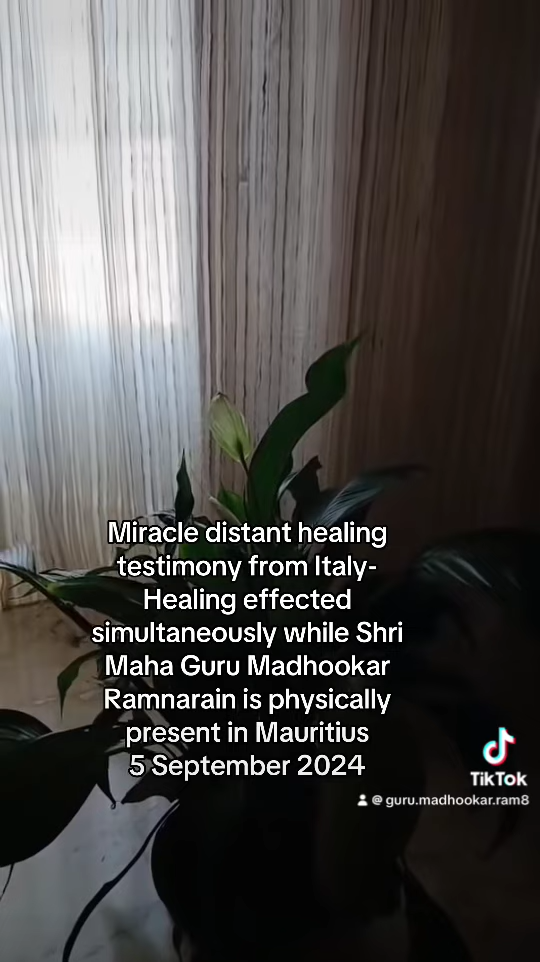 Miracle distant healing
testimony from Italy-
Healing effected
simultaneously while Shri
Maha Guru Madhookar
Ramnarain is physically
present in Mauritius
5 September 2024
TikTok
@ guru.madhookar.ram8